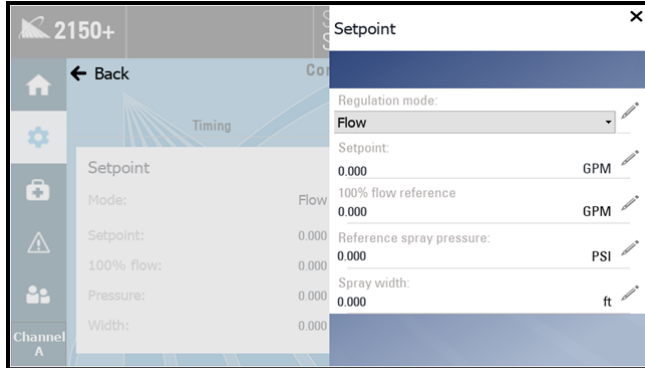 2150+
S
S
Setpoint
×
← Back
Cor
Timing
Setpoint
Mode: Flow
Setpoint: 0.000
100% flow: 0.000
Pressure: 0.000
Width: 0.000
Channel
A
Regulation mode:
Flow
Setpoint:
0.000 GPM
100% flow reference
0.000 GPM
Reference spray pressure:
0.000 PSI
Spray width:
0.000 ft